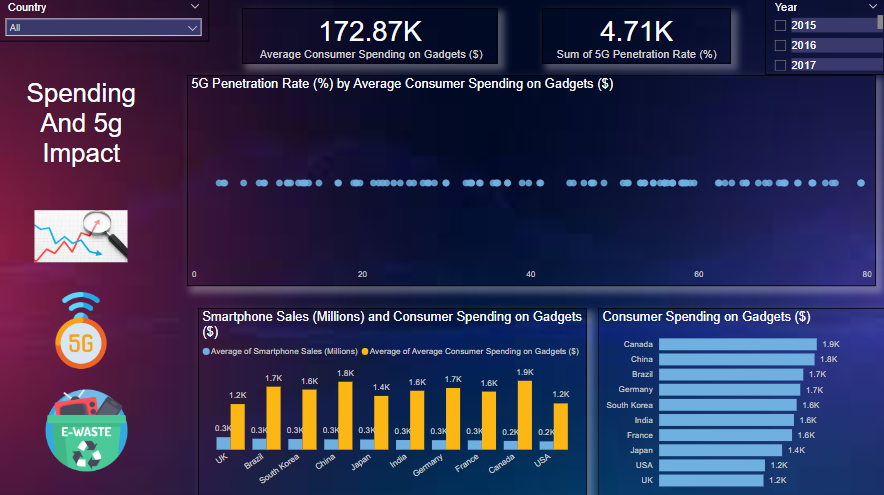 Country
All
172.87K
Average Consumer Spending on Gadgets ($)
4.71K
Sum of 5G Penetration Rate (%)
Year
2015
2016
2017
Spending
And 5g
Impact
5G
E-WASTE
5G Penetration Rate (%) by Average Consumer Spending on Gadgets ($)
0 20 40 60 80
Smartphone Sales (Millions) and Consumer Spending on Gadgets
($)
Average of Smartphone Sales (Millions) Average of Average Consumer Spending on Gadgets ($)
0.3K 1.2K 0.3K 1.7K 0.3K 1.6K 0.3K 1.8K 0.3K 1.4K 0.3K 1.6K 0.3K 1.7K 0.3K 1.6K 0.2K 1.9K 0.2K 1.2K
UK Brazil South Korea China Japan India Germany France Canada USA
Consumer Spending on Gadgets ($)
Canada 1.9K
China 1.8K
Brazil 1.7K
Germany 1.7K
South Korea 1.6K
India 1.6K
France 1.6K
Japan 1.4K
USA 1.2K
UK 1.2K